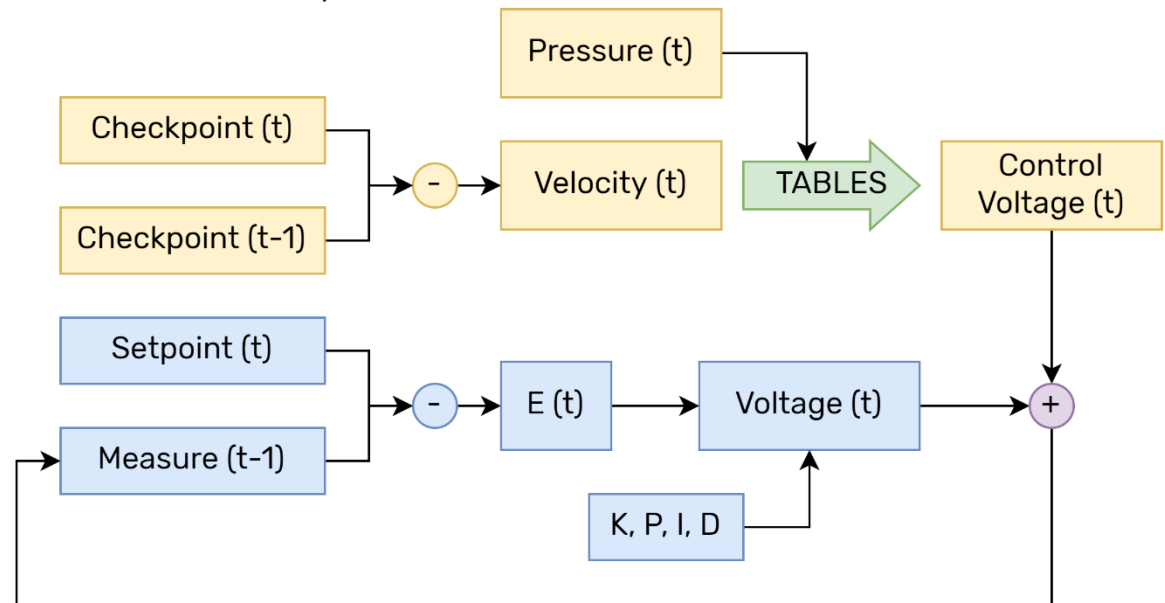 Pressure (t)
Checkpoint (t)
-
Velocity (t)
TABLES
Control
Voltage (t)
Checkpoint (t-1)
Setpoint (t)
-
E (t)
Voltage (t)
+
Measure (t-1)
K, P, I, D